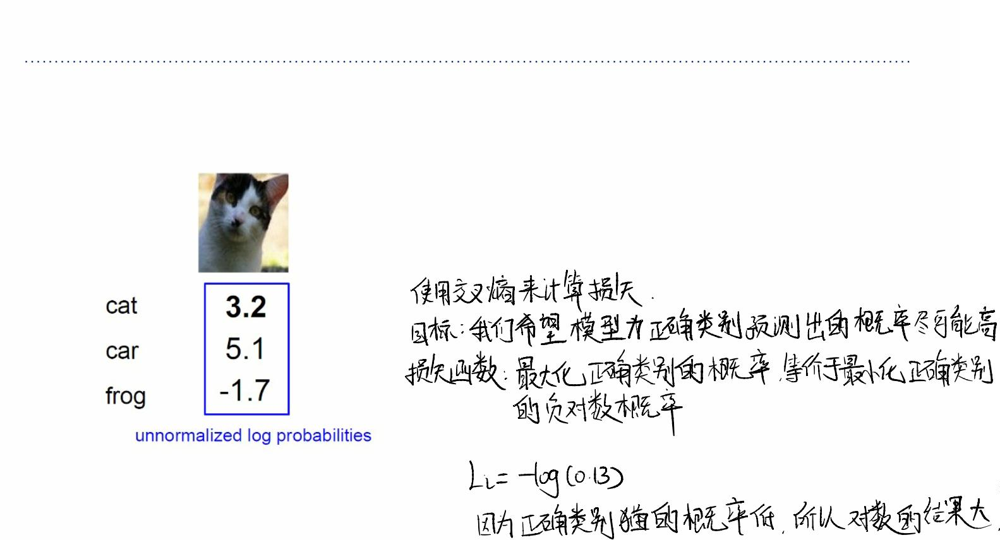 cat 3.2
car 5.1
frog -1.7
unnormalized log probabilities
使用交叉熵来计算损失.
目标:我们希望模型为正确类别预测出的概率尽可能高
损失函数:最大化正确类别的概率,等价于最小化正确类别
的负对数概率
Li=-log(0.13)
因为正确类别猫的概率低,所以对数的结果大,